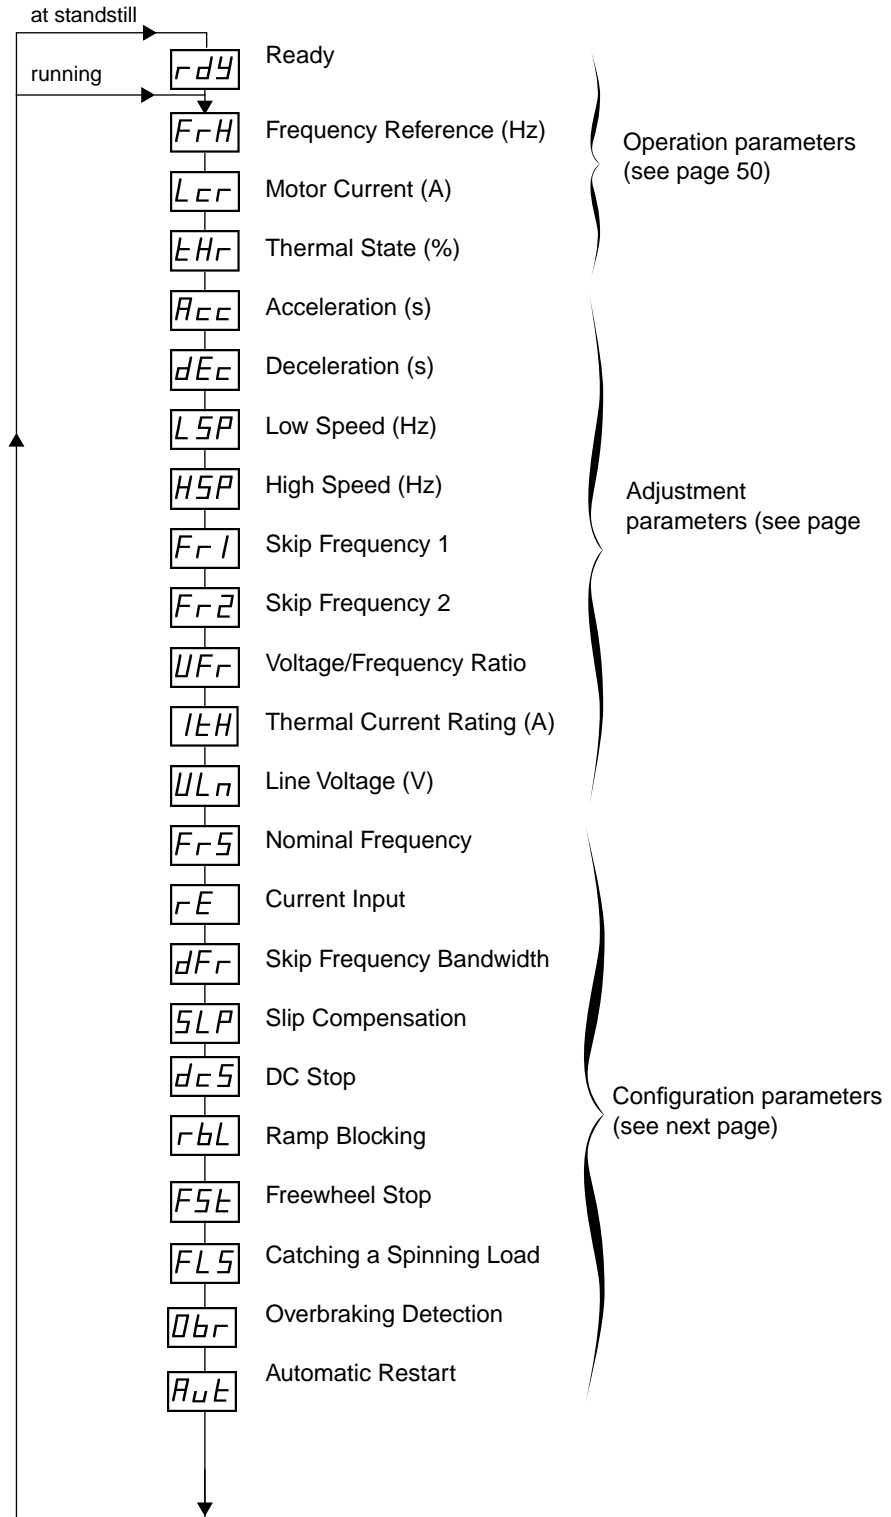 at standstill
rdY Ready
running
FrH Frequency Reference (Hz)
Operation parameters
(see page 50)
Lcr Motor Current (A)
tHr Thermal State (%)
Acc Acceleration (s)
dEc Deceleration (s)
LSP Low Speed (Hz)
HSP High Speed (Hz)
Adjustment
parameters (see page
Fr1 Skip Frequency 1
Fr2 Skip Frequency 2
UFr Voltage/Frequency Ratio
ItH Thermal Current Rating (A)
ULn Line Voltage (V)
FrS Nominal Frequency
rE Current Input
dFr Skip Frequency Bandwidth
SLP Slip Compensation
dcS DC Stop
Configuration parameters
(see next page)
rbL Ramp Blocking
FSt Freewheel Stop
FLS Catching a Spinning Load
Obr Overbraking Detection
Aut Automatic Restart